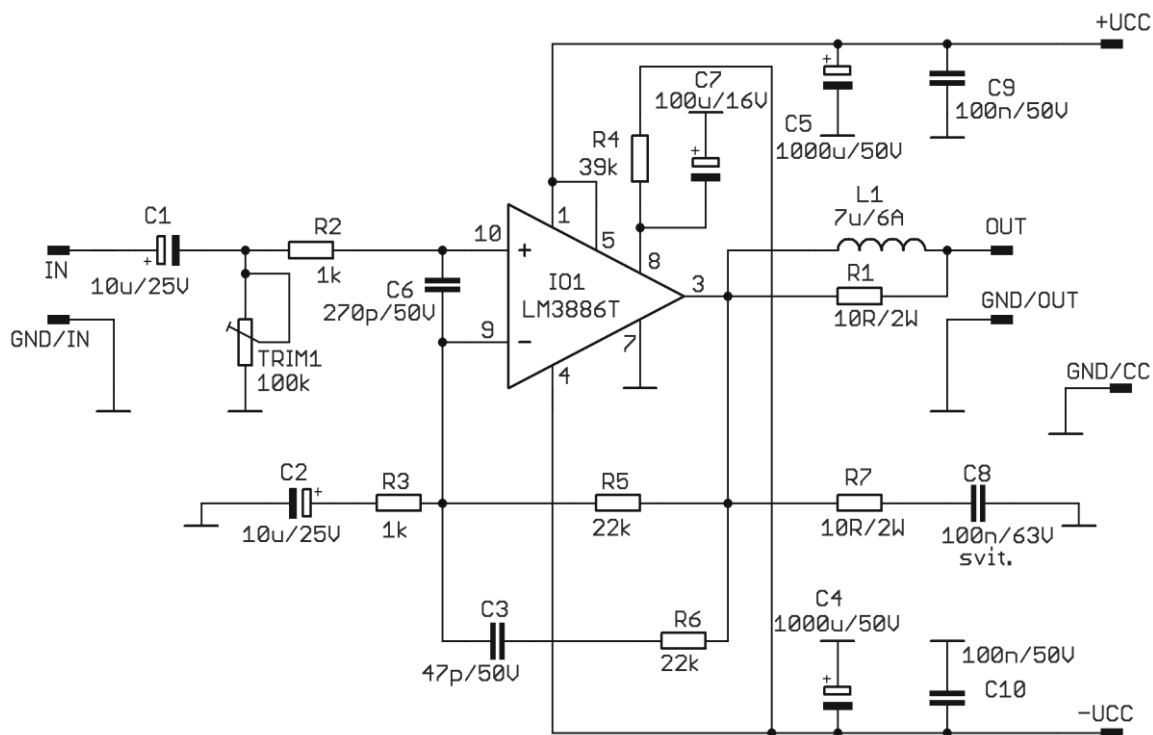 +UCC
C7
100u/16V
C9
100n/50V
C5
1000u/50V
R4
39k
+
+
C1
R2
10
1
5
L1
7u/6A
OUT
IN
+
10u/25V
1k
C6
270p/50V
+
IO1
LM3886T
8
3
R1
10R/2W
GND/OUT
GND/IN
9
-
7
TRIM1
100k
4
GND/CC
C2
+
10u/25V
R3
1k
R5
22k
R7
10R/2W
C8
100n/63V
svit.
C3
47p/50V
R6
22k
C4
1000u/50V
+
100n/50V
C10
-UCC